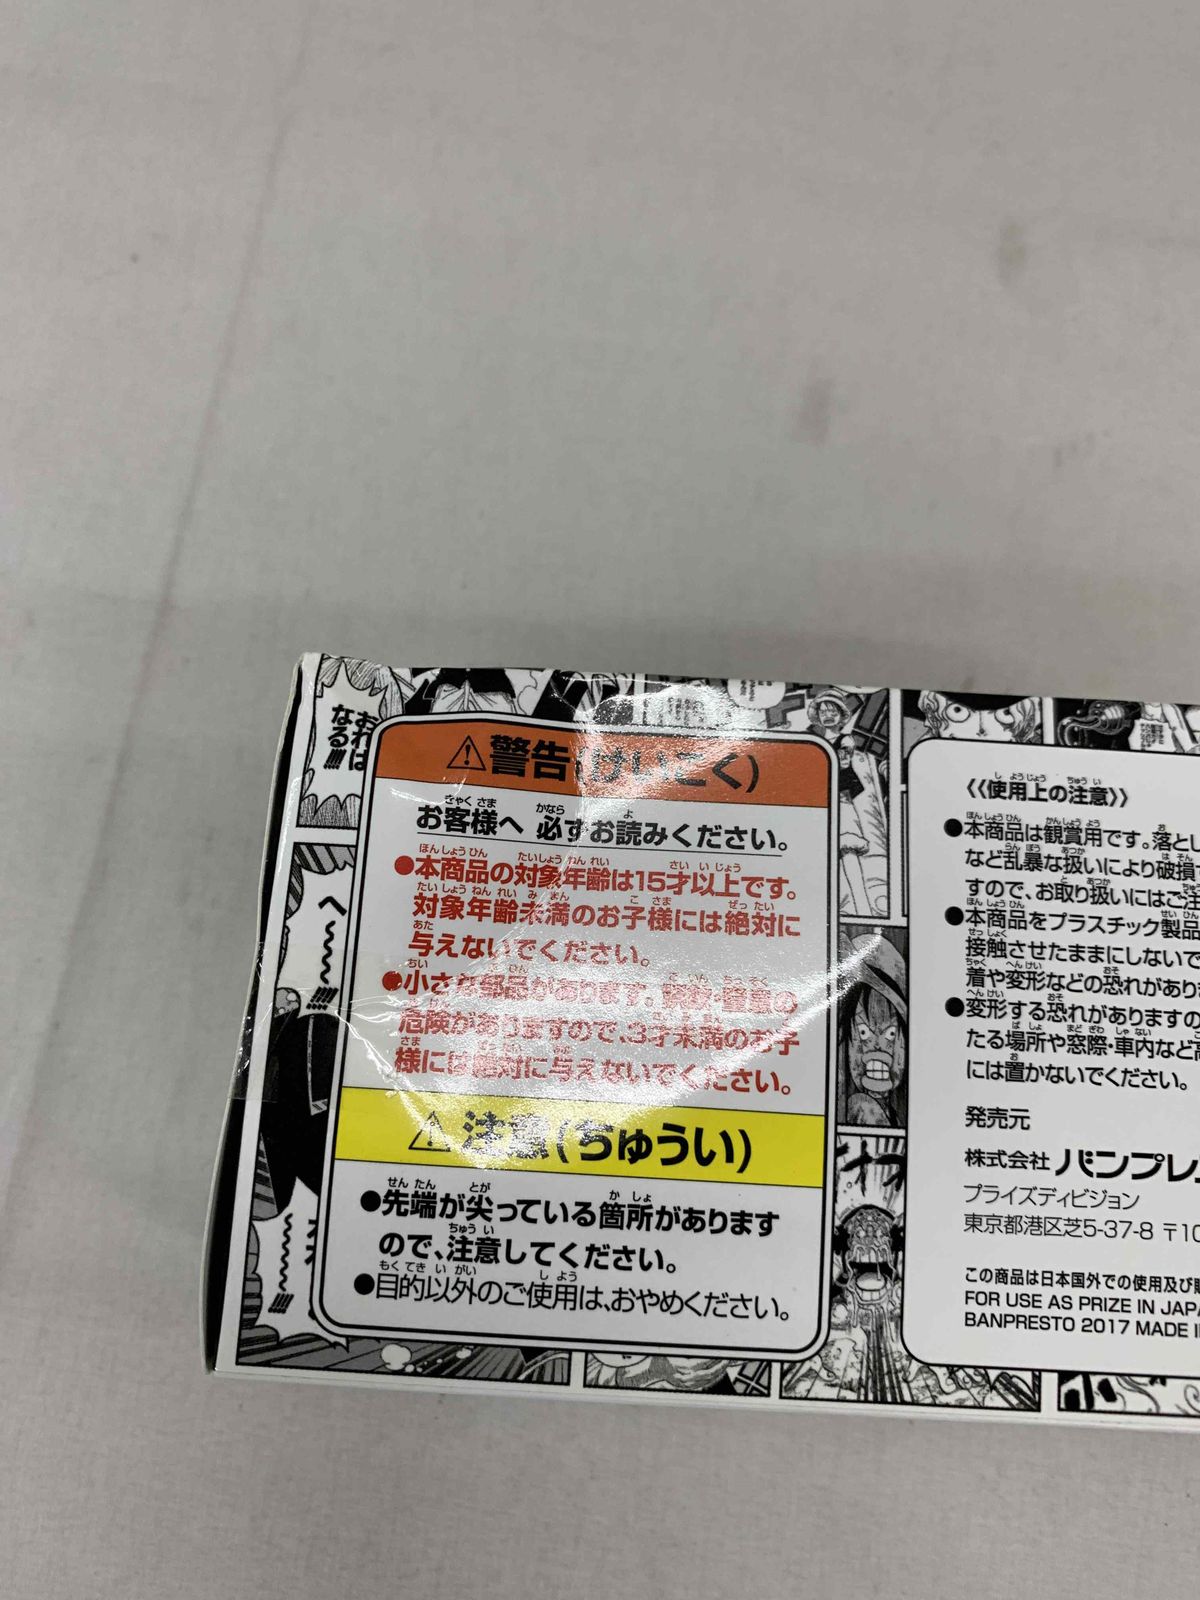 おれは
なる!!!!
へ
!!!!
!!!!
⚠警告(けいこく)
お客様へ 必ずお読みください。
●本商品の対象年齢は15才以上です。
対象年齢未満のお子様には絶対に
与えないでください。
●小さな部品があります。誤飲・窒息の
危険がありますので、3才未満のお子
様には絶対に与えないでください。
⚠注意(ちゅうい)
●先端が尖っている箇所があります
ので、注意してください。
●目的以外のご使用は、おやめください。
《使用上の注意》
●本商品は観賞用です。落とし
など乱暴な扱いにより破損す
すので、お取り扱いにはご注
●本商品をプラスチック製品
接触させたままにしないで
着や変形などの恐れがあり
●変形する恐れがありますの
たる場所や窓際・車内など高
には置かないでください。
発売元
株式会社 バンプレ
プライズディビジョン
東京都港区芝5-37-8 〒10
この商品は日本国外での使用及び販
FOR USE AS PRIZE IN JAPA
BANPRESTO 2017 MADE I